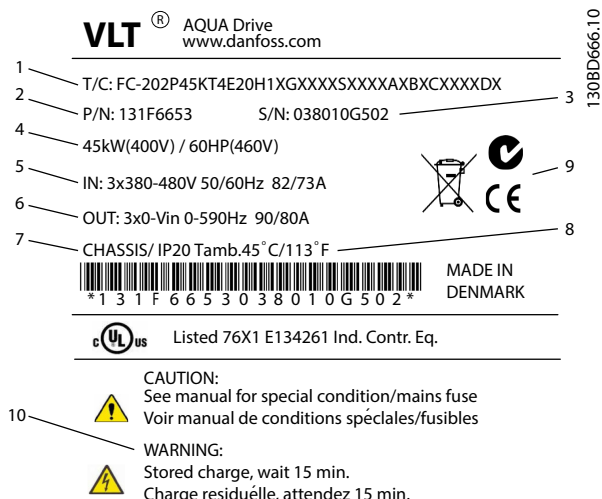 VLT ® AQUA Drive
www.danfoss.com
130BD666.10
1
T/C: FC-202P45KT4E20H1XGXXXXSXXXXAXBXCXXXXDX
2
P/N: 131F6653 S/N: 038010G502
3
4
45kW(400V) / 60HP(460V)
5
IN: 3x380-480V 50/60Hz 82/73A
9
CE
6
OUT: 3x0-Vin 0-590Hz 90/80A
7
CHASSIS/ IP20 Tamb.45˚C/113˚F
8
*131F6653038010G502*
MADE IN
DENMARK
c UL us Listed 76X1 E134261 Ind. Contr. Eq.
CAUTION:
See manual for special condition/mains fuse
Voir manual de conditions spéclales/fusibles
10
WARNING:
Stored charge, wait 15 min.
Charge residuélle, attendez 15 min.